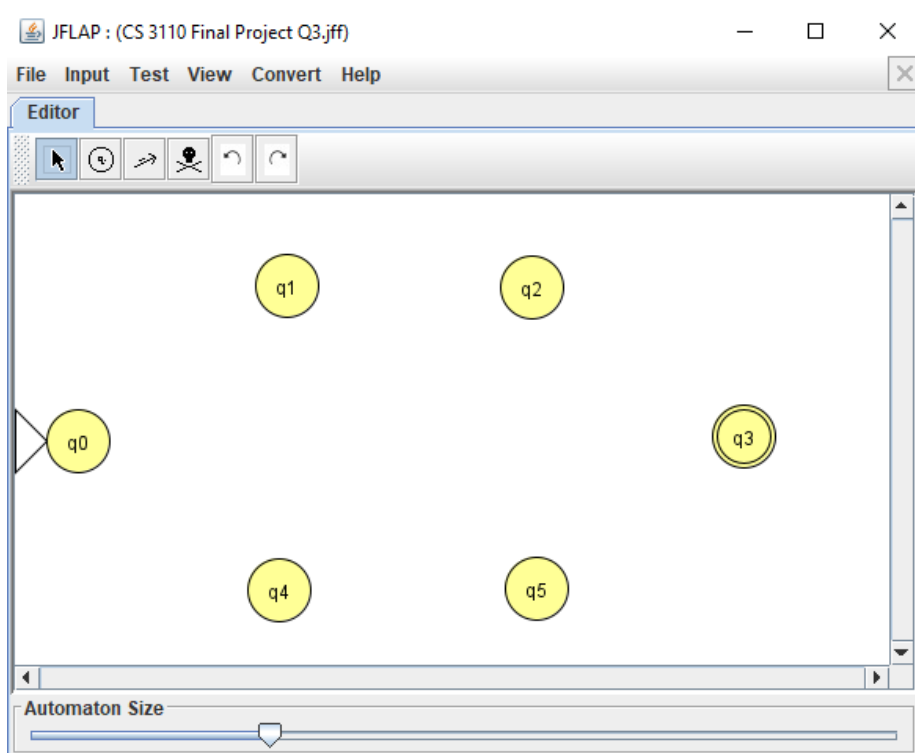 JFLAP : (CS 3110 Final Project Q3.jff)
File Input Test View Convert Help
Editor
q
q1
q2
q0
q3
q4
q5
Automaton Size